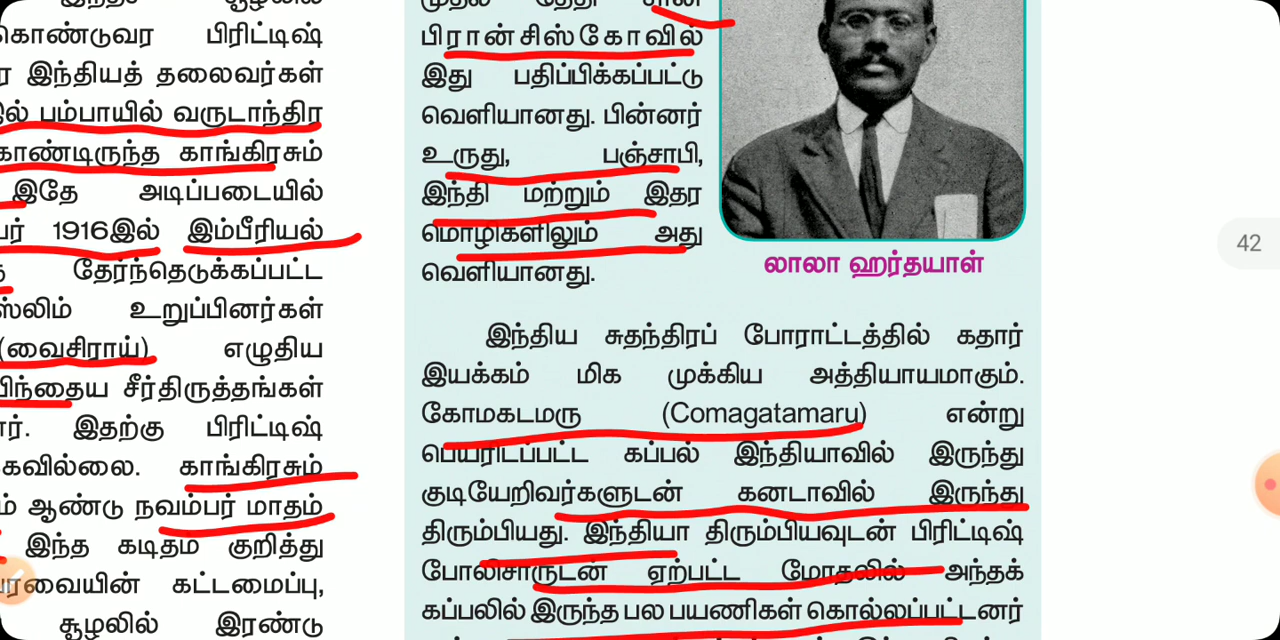 கொண்டுவர பிரிட்டிஷ்
இந்தியத் தலைவர்கள்
இல் பம்பாயில் வருடாந்திர
காங்கிரசும்
இதே அடிப்படையில்
1916இல் இம்பீரியல்
தேர்ந்தெடுக்கப்பட்ட
உறுப்பினர்கள்
(வைசிராய்) எழுதிய
சீர்திருத்தங்கள்
இதற்கு பிரிட்டிஷ்
காங்கிரசும்
ஆண்டு நவம்பர் மாதம்
இந்த கடிதம் குறித்து
கட்டமைப்பு,
சூழலில் இரண்டு
பிரான்சிஸ்கோவில்
இது பதிப்பிக்கப்பட்டு
வெளியானது. பின்னர்
உருது, பஞ்சாபி,
இந்தி மற்றும் இதர
மொழிகளிலும் அது
வெளியானது.
லாலா ஹர்தயாள்
இந்திய சுதந்திரப் போராட்டத்தில் கதார்
இயக்கம் மிக முக்கிய அத்தியாயமாகும்.
கோமகடமரு (Comagatamaru) என்று
பெயரிடப்பட்ட கப்பல் இந்தியாவில் இருந்து
குடியேறிவர்களுடன் கனடாவில் இருந்து
திரும்பியது. இந்தியா திரும்பியவுடன் பிரிட்டிஷ்
போலிசாருடன் ஏற்பட்ட மோதலில் அந்தக்
கப்பலில் இருந்த பல பயணிகள் கொல்லப்பட்டனர்
42